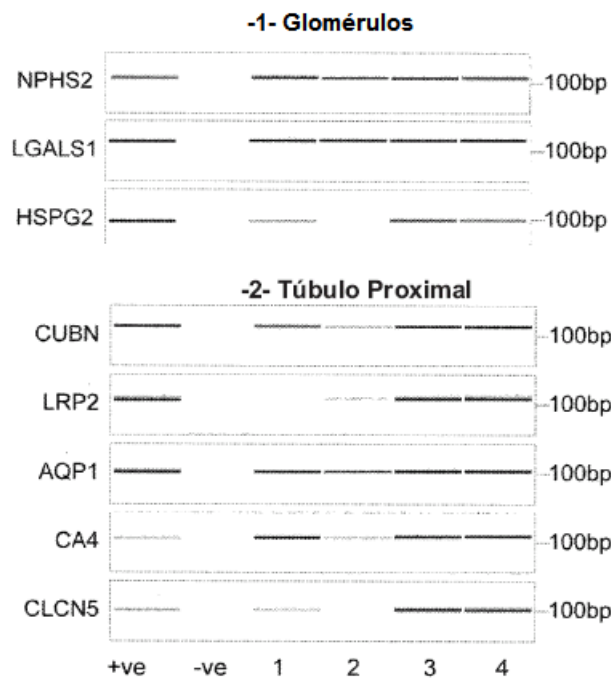 -1- Glomérulos
NPHS2 100bp
LGALS1 100bp
HSPG2 100bp
-2- Túbulo Proximal
CUBN 100bp
LRP2 100bp
AQP1 100bp
CA4 100bp
CLCN5 100bp
+ve -ve 1 2 3 4